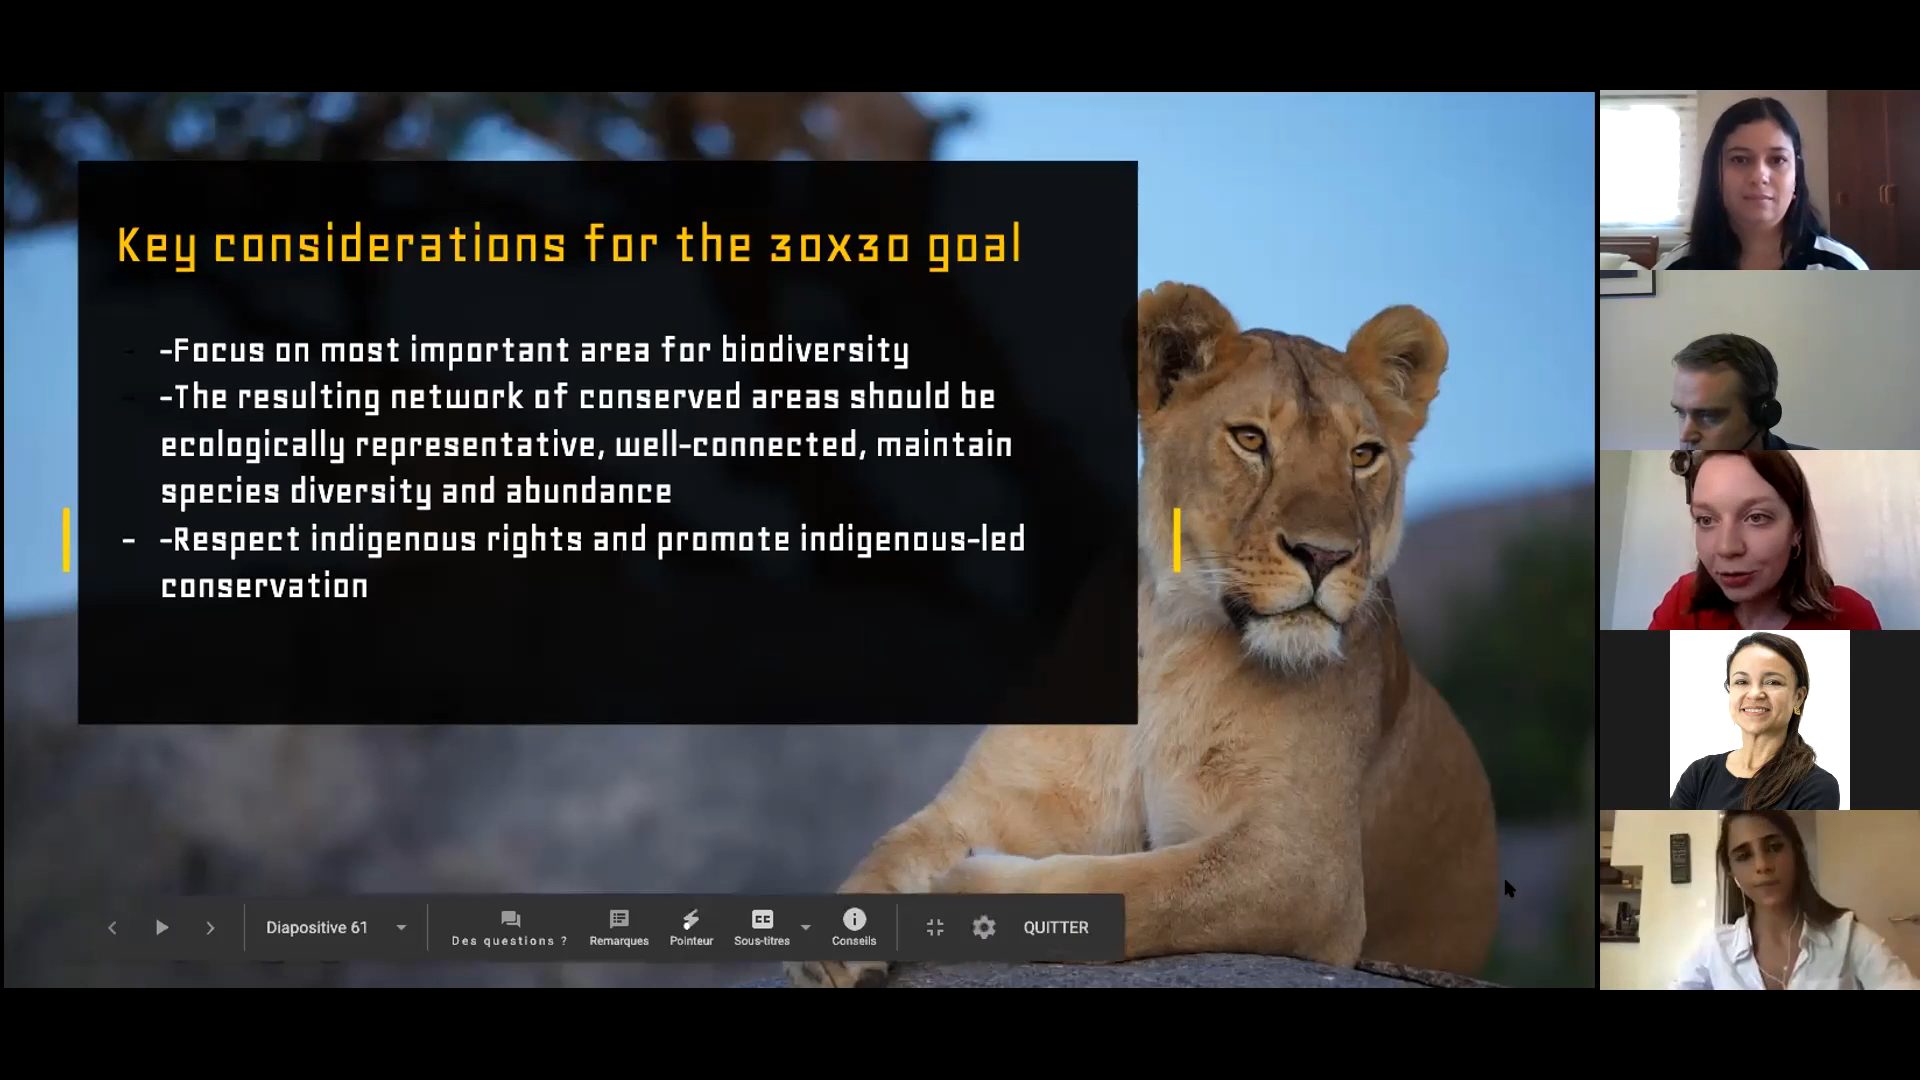 Key considerations for the 30x30 goal
- -Focus on most important area for biodiversity
- -The resulting network of conserved areas should be
ecologically representative, well-connected, maintain
species diversity and abundance
- -Respect indigenous rights and promote indigenous-led
conservation
Diapositive 61
Des questions ?
Remarques
Pointeur
Sous-titres
Conseils
QUITTER